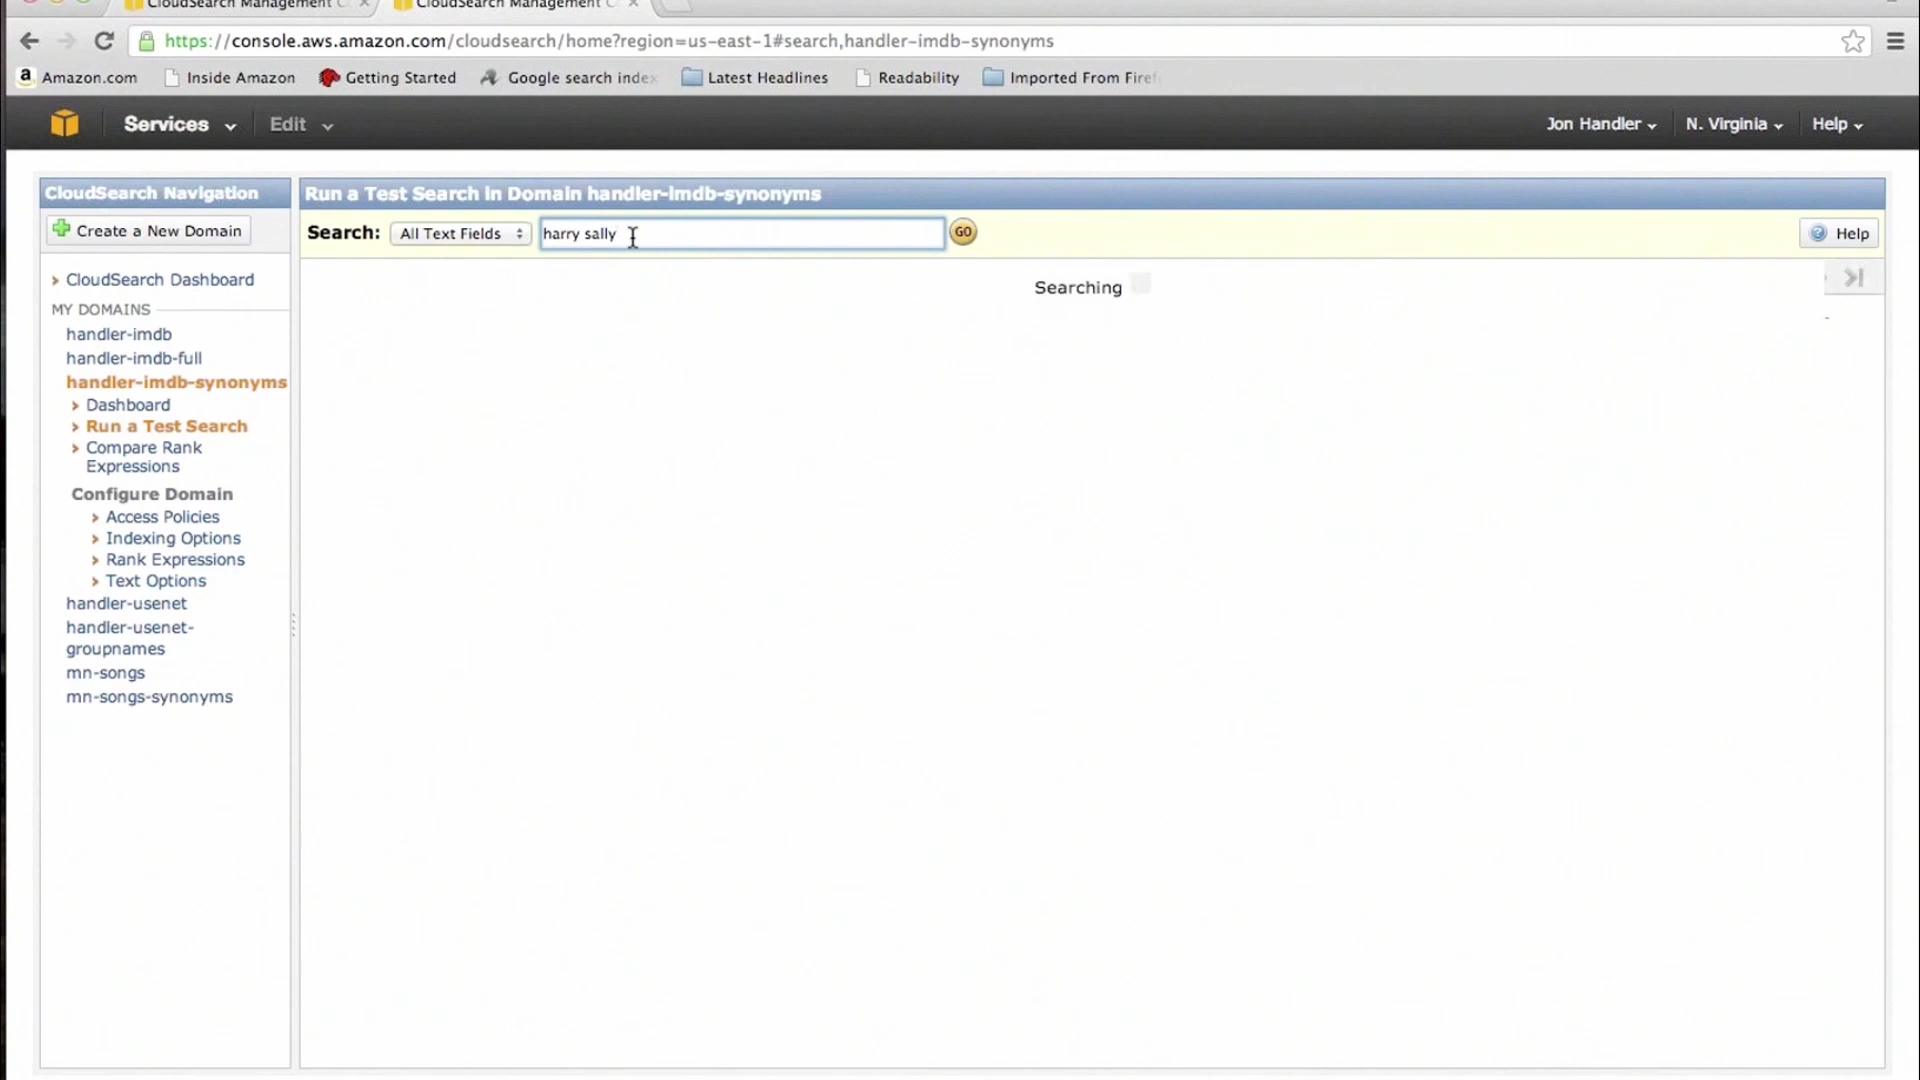 CloudSearch Management C
CloudSearch Management C
https://console.aws.amazon.com/cloudsearch/home?region=us-east-1#search,handler-imdb-synonyms
Amazon.com Inside Amazon Getting Started Google search index Latest Headlines Readability Imported From Firef
Services Edit Jon Handler N. Virginia Help
CloudSearch Navigation
Create a New Domain
CloudSearch Dashboard
MY DOMAINS
handler-imdb
handler-imdb-full
handler-imdb-synonyms
Dashboard
Run a Test Search
Compare Rank
Expressions
Configure Domain
Access Policies
Indexing Options
Rank Expressions
Text Options
handler-usenet
handler-usenet-
groupnames
mn-songs
mn-songs-synonyms
Run a Test Search in Domain handler-imdb-synonyms
Search: All Text Fields harry sally GO Help
Searching